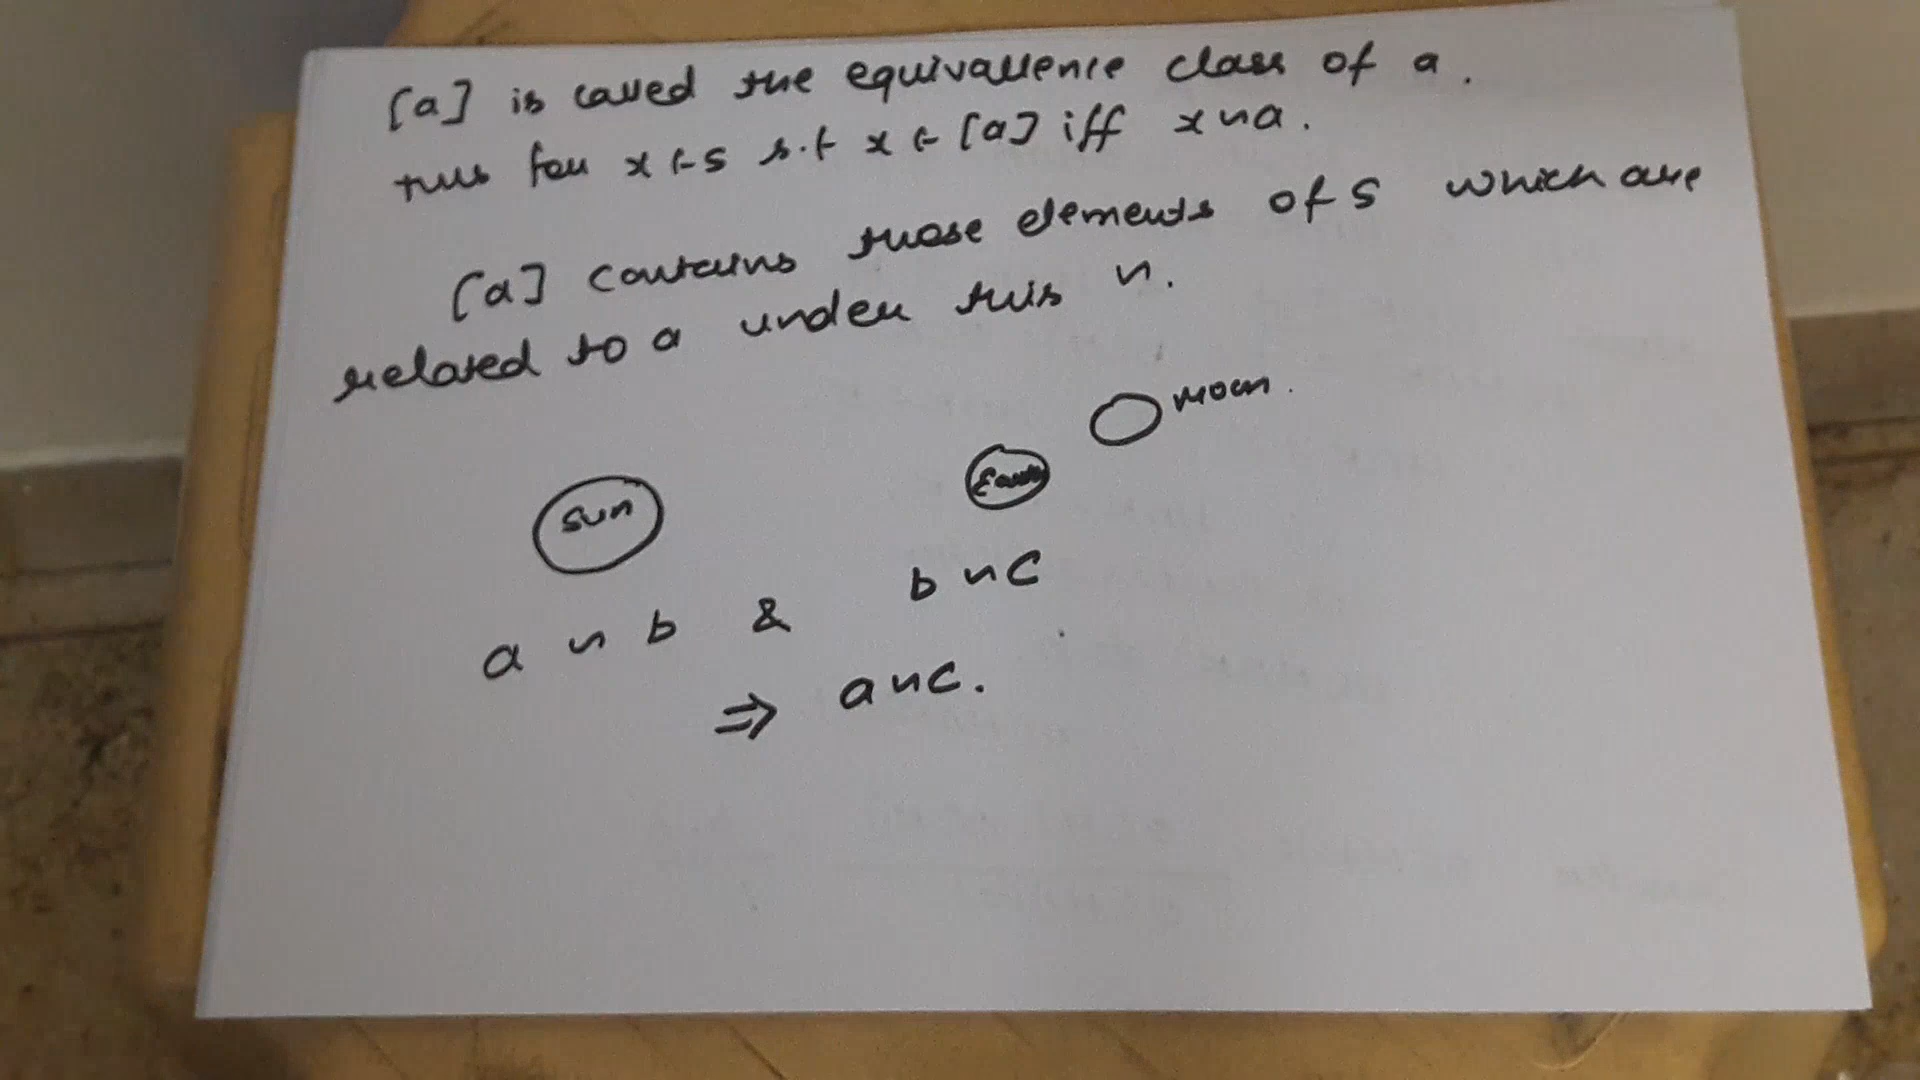 [a] is called the equivallence class of a.
thus for x ∈ S s.t x ∈ [a] iff x ~ a.
[a] contains those elements of S which are
related to a under this ~.
moon.
Sun Earth
a ~ b & b ~ c
⇒ a ~ c.